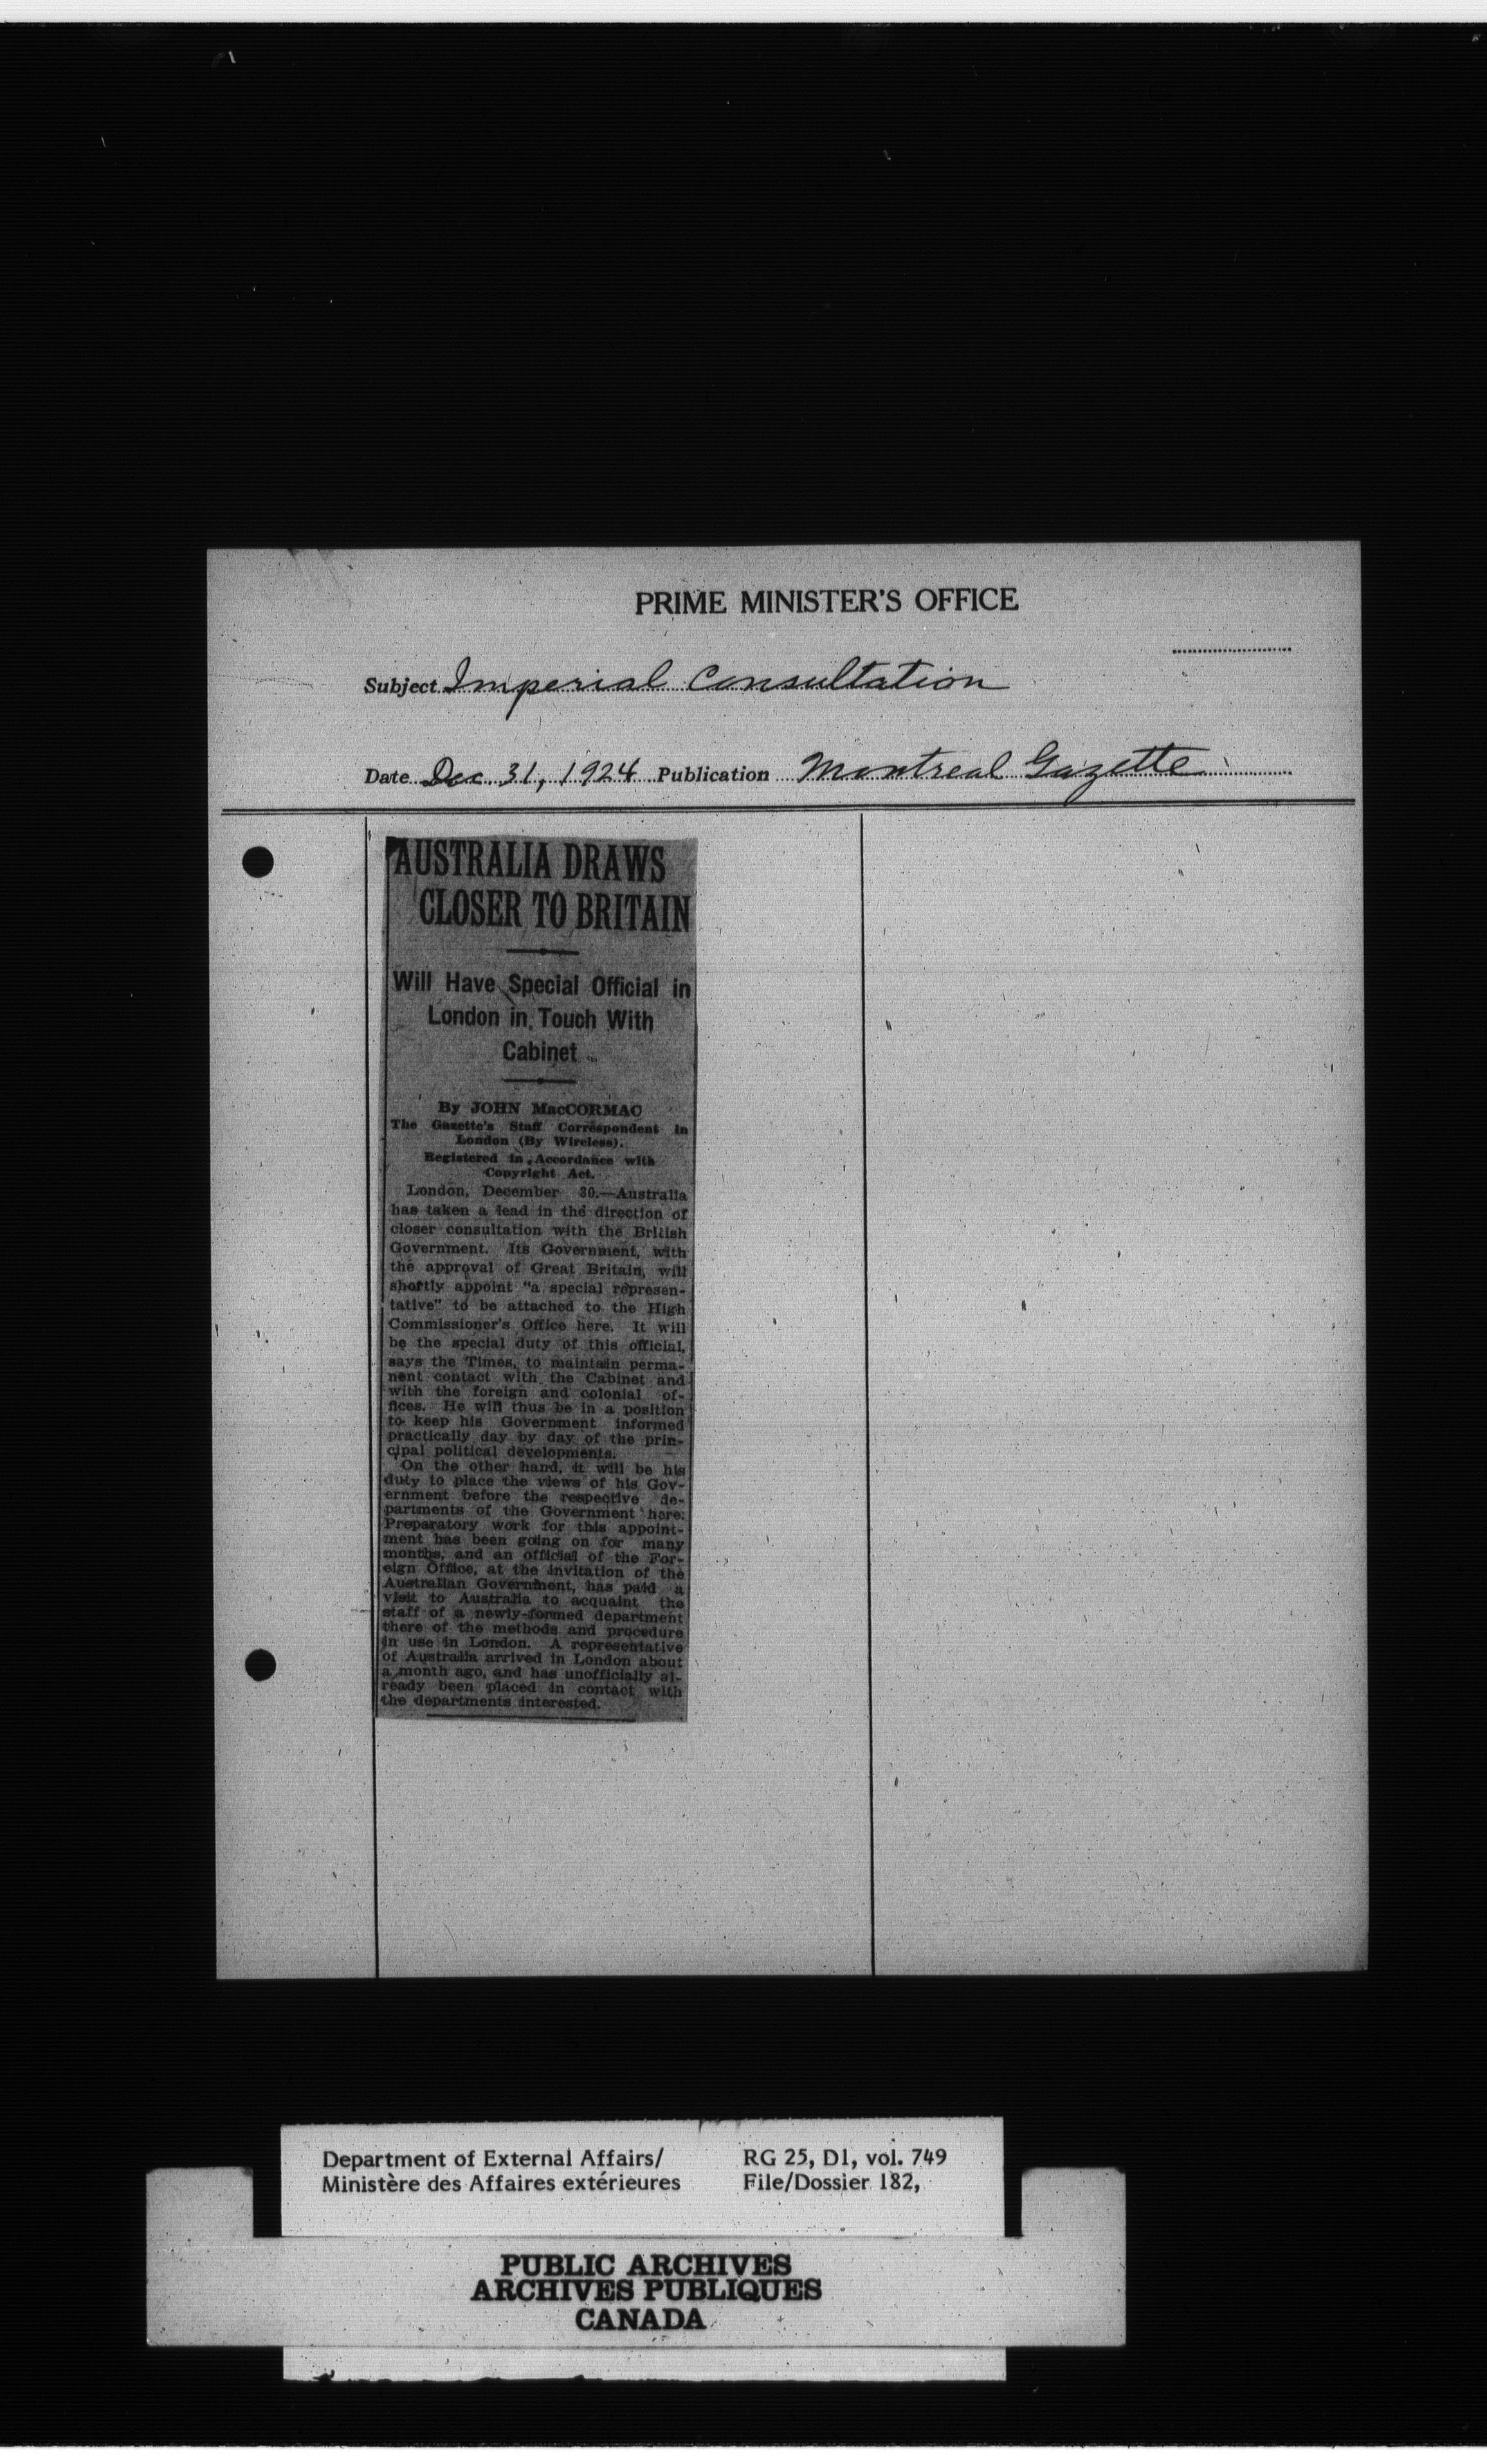 PRIME MINISTER'S OFFICE
Subject Imperial Consultation
Date Dec 31, 1924 Publication Montreal Gazette
AUSTRALIA DRAWS
CLOSER TO BRITAIN
Will Have Special Official in
London in Touch With
Cabinet
By JOHN MacCORMAC
The Gazette's Staff Correspondent in
London (By Wireless).
Registered in Accordance with
Copyright Act.
London, December 30.—Australia
has taken a lead in the direction of
closer consultation with the British
Government. Its Government, with
the approval of Great Britain, will
shortly appoint "a special represen-
tative" to be attached to the High
Commissioner's Office here. It will
be the special duty of this official,
says the Times, to maintain perma-
nent contact with the Cabinet and
with the foreign and colonial of-
fices. He will thus be in a position
to keep his Government informed
practically day by day of the prin-
cipal political developments.
On the other hand, it will be his
duty to place the views of his Gov-
ernment before the respective de-
partments of the Government here.
Preparatory work for this appoint-
ment has been going on for many
months, and an official of the For-
eign Office, at the invitation of the
Australian Government, has paid a
visit to Australia to acquaint the
staff of a newly-formed department
there of the methods and procedure
in use in London. A representative
of Australia arrived in London about
a month ago, and has unofficially al-
ready been placed in contact with
the departments interested.
Department of External Affairs/
Ministère des Affaires extérieures
RG 25, D1, vol. 749
File/Dossier 182,
PUBLIC ARCHIVES
ARCHIVES PUBLIQUES
CANADA